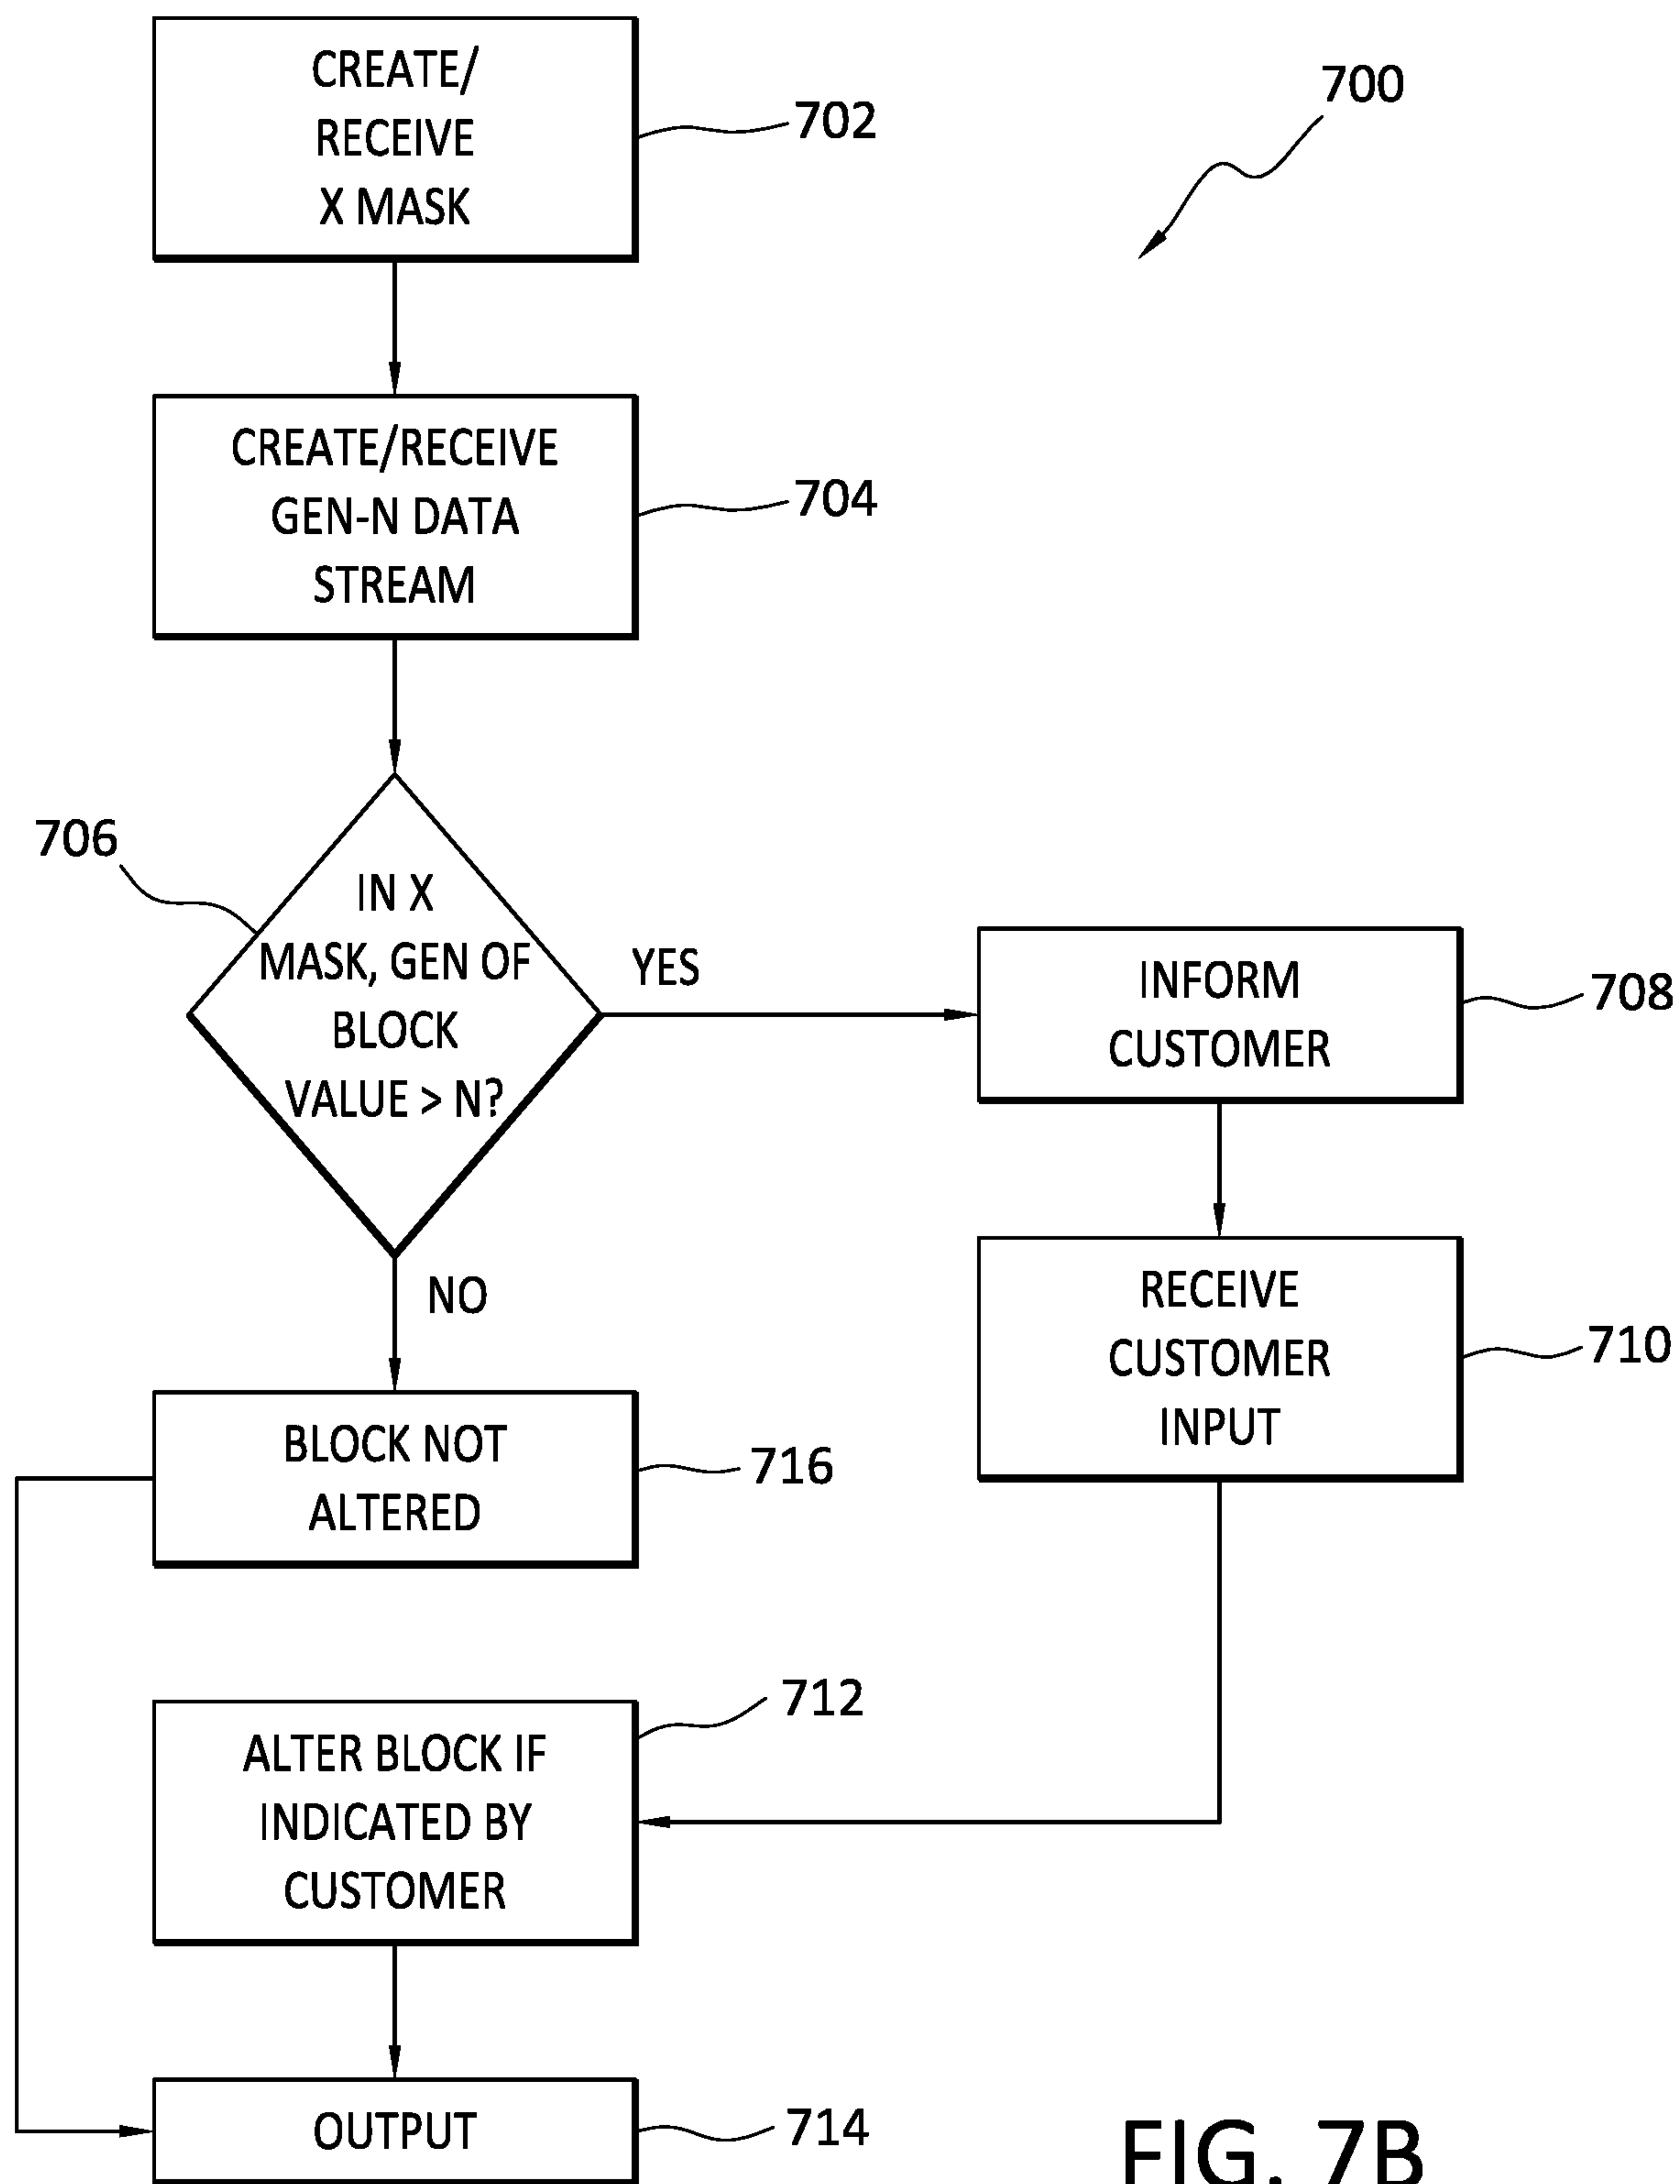 CREATE/
RECEIVE
X MASK
702
700
CREATE/RECEIVE
GEN-N DATA
STREAM
704
706
IN X
MASK, GEN OF
BLOCK
VALUE > N?
YES
NO
INFORM
CUSTOMER
708
RECEIVE
CUSTOMER
INPUT
710
BLOCK NOT
ALTERED
716
ALTER BLOCK IF
INDICATED BY
CUSTOMER
712
OUTPUT
714
FIG. 7B